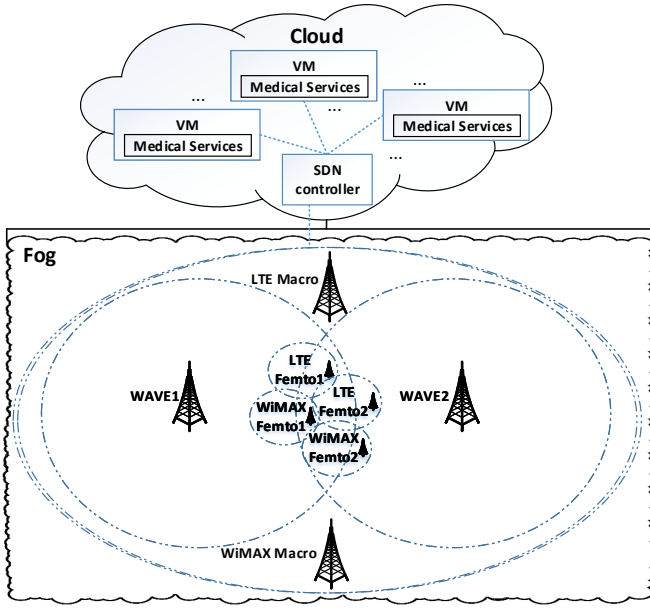 Cloud
VM
Medical Services
...
...
VM
Medical Services
VM
Medical Services
...
SDN
controller
Fog
LTE Macro
LTE
Femto1
WAVE1
LTE
Femto2
WAVE2
WiMAX
Femto1
WiMAX
Femto2
WiMAX Macro